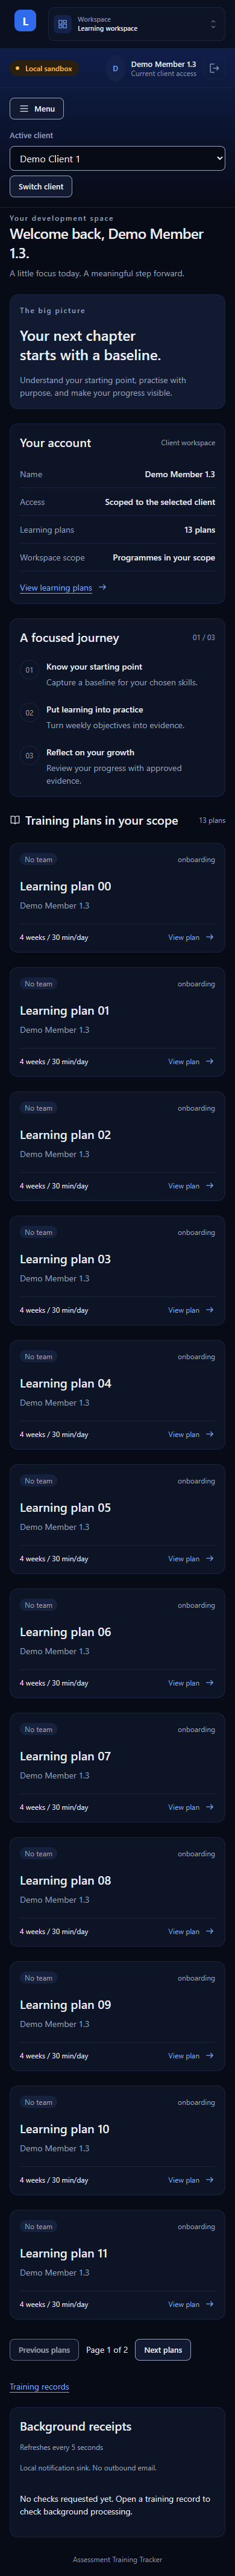 L
Workspace
Learning workspace
Local sandbox
D
Demo Member 1.3
Current client access
Menu
Active client
Demo Client 1
Switch client
Your development space
Welcome back, Demo Member
1.3.
A little focus today. A meaningful step forward.
The big picture
Your next chapter
starts with a baseline.
Understand your starting point, practise with
purpose, and make your progress visible.
Your account
Client workspace
Name
Demo Member 1.3
Access
Scoped to the selected client
Learning plans
13 plans
Workspace scope
Programmes in your scope
View learning plans
A focused journey
01 / 03
01
Know your starting point
Capture a baseline for your chosen skills.
02
Put learning into practice
Turn weekly objectives into evidence.
03
Reflect on your growth
Review your progress with approved
evidence.
Training plans in your scope
13 plans
No team
onboarding
Learning plan 00
Demo Member 1.3
4 weeks / 30 min/day
View plan
No team
onboarding
Learning plan 01
Demo Member 1.3
4 weeks / 30 min/day
View plan
No team
onboarding
Learning plan 02
Demo Member 1.3
4 weeks / 30 min/day
View plan
No team
onboarding
Learning plan 03
Demo Member 1.3
4 weeks / 30 min/day
View plan
No team
onboarding
Learning plan 04
Demo Member 1.3
4 weeks / 30 min/day
View plan
No team
onboarding
Learning plan 05
Demo Member 1.3
4 weeks / 30 min/day
View plan
No team
onboarding
Learning plan 06
Demo Member 1.3
4 weeks / 30 min/day
View plan
No team
onboarding
Learning plan 07
Demo Member 1.3
4 weeks / 30 min/day
View plan
No team
onboarding
Learning plan 08
Demo Member 1.3
4 weeks / 30 min/day
View plan
No team
onboarding
Learning plan 09
Demo Member 1.3
4 weeks / 30 min/day
View plan
No team
onboarding
Learning plan 10
Demo Member 1.3
4 weeks / 30 min/day
View plan
No team
onboarding
Learning plan 11
Demo Member 1.3
4 weeks / 30 min/day
View plan
Previous plans
Page 1 of 2
Next plans
Training records
Background receipts
Refreshes every 5 seconds
Local notification sink. No outbound email.
No checks requested yet. Open a training record to
check background processing.
Assessment Training Tracker